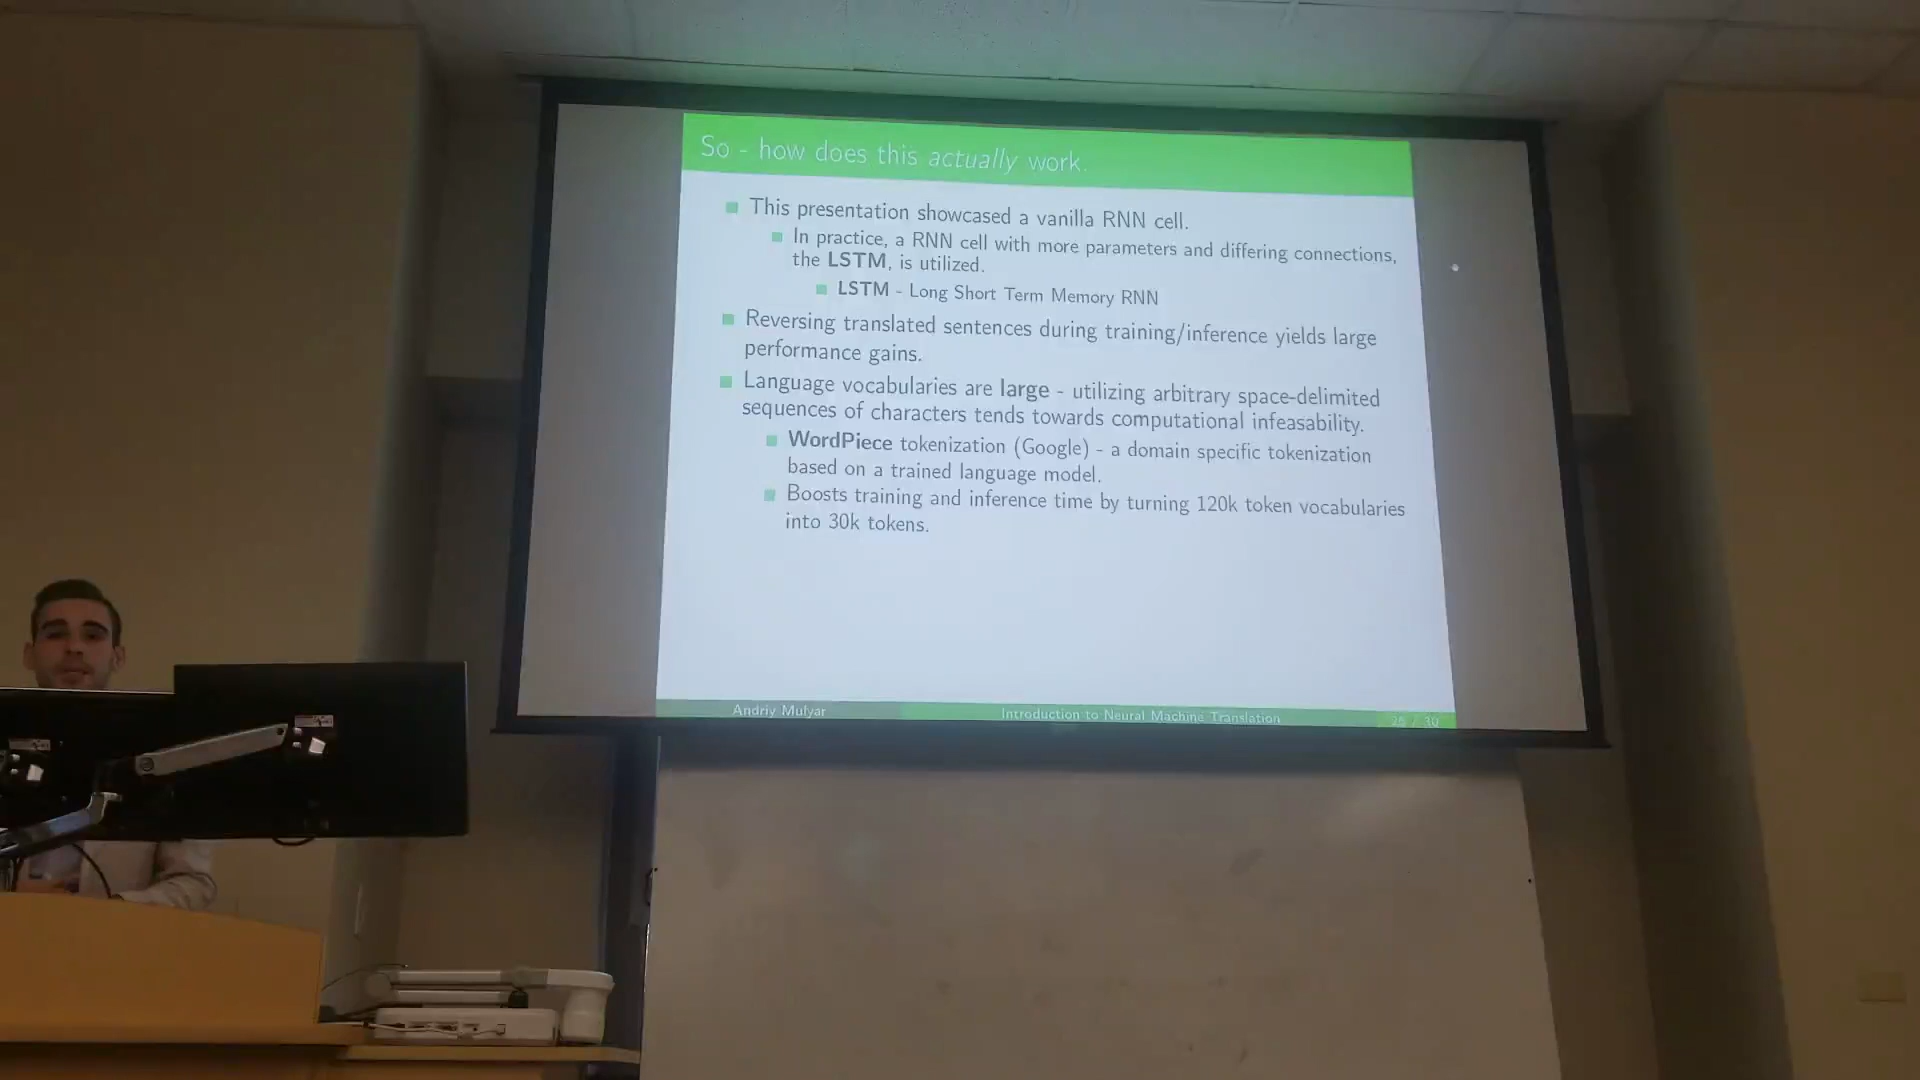 So - how does this actually work.
This presentation showcased a vanilla RNN cell.
In practice, a RNN cell with more parameters and differing connections,
the LSTM, is utilized.
LSTM - Long Short Term Memory RNN
Reversing translated sentences during training/inference yields large
performance gains.
Language vocabularies are large - utilizing arbitrary space-delimited
sequences of characters tends towards computational infeasability.
WordPiece tokenization (Google) - a domain specific tokenization
based on a trained language model.
Boosts training and inference time by turning 120k token vocabularies
into 30k tokens.
Andriy Mulyar
Introduction to Neural Machine Translation
/ 30